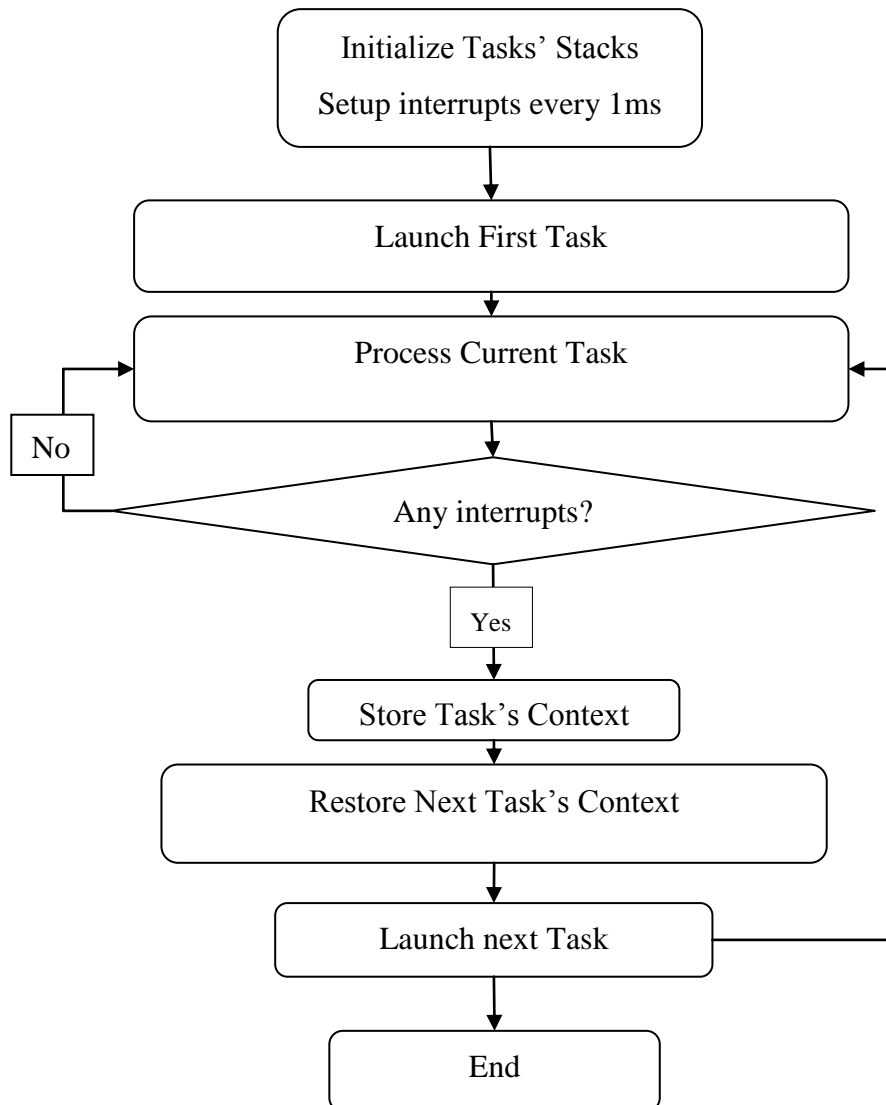 Initialize Tasks’ Stacks
Setup interrupts every 1ms
Launch First Task
Process Current Task
No
Any interrupts?
Yes
Store Task’s Context
Restore Next Task’s Context
Launch next Task
End